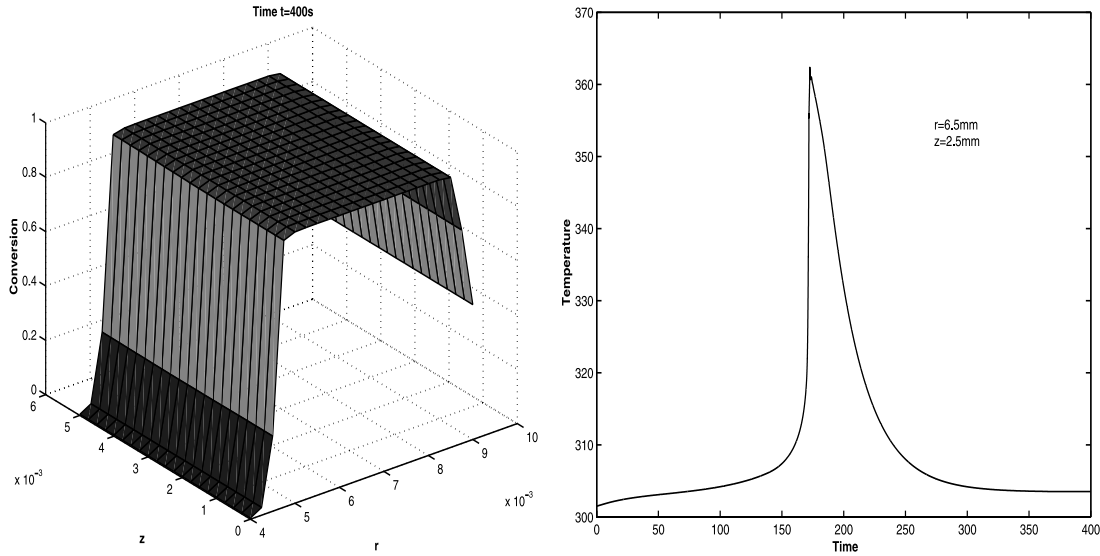 Time t=400s
1
0.8
0.6
0.4
0.2
0
Conversion
6
5
4
3
2
1
0
x 10⁻³
z
4
5
6
7
8
9
10
x 10⁻³
r
370
360
350
340
330
320
310
300
Temperature
r=6.5mm
z=2.5mm
0 50 100 150 200 250 300 350 400
Time